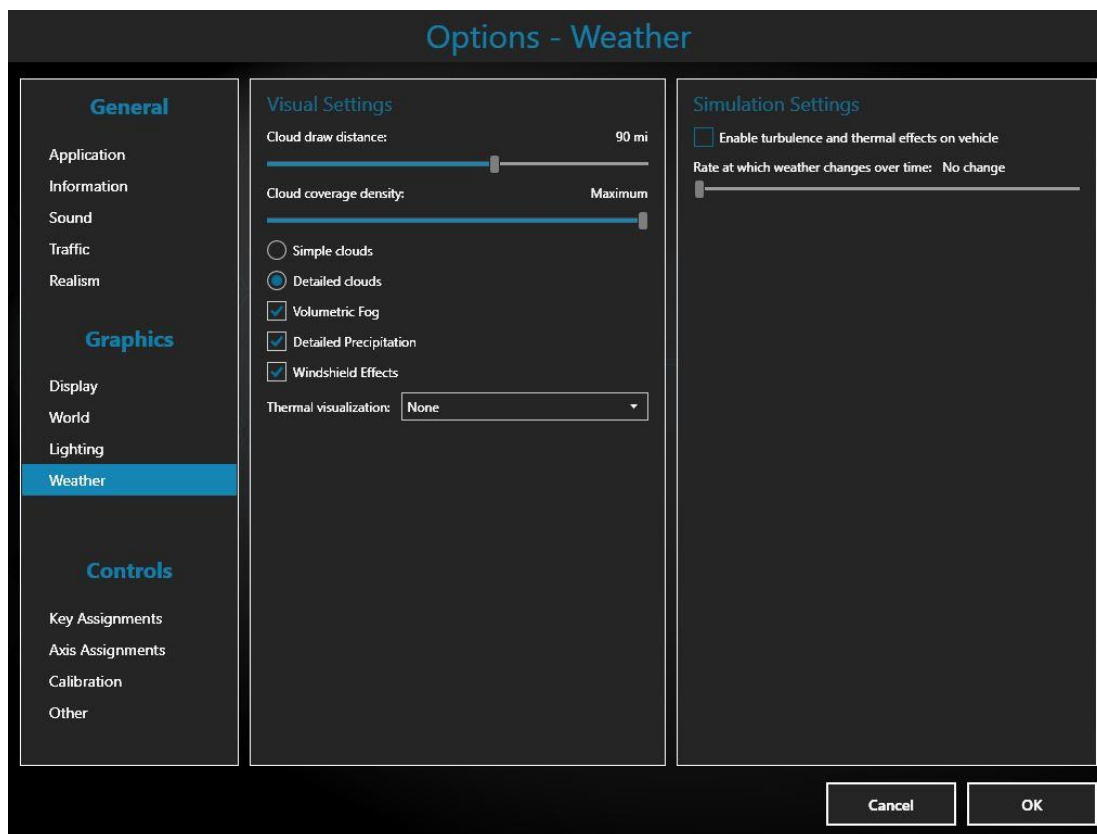 Options - Weather
General
Application
Information
Sound
Traffic
Realism
Graphics
Display
World
Lighting
Weather
Controls
Key Assignments
Axis Assignments
Calibration
Other
Visual Settings
Cloud draw distance: 90 mi
Cloud coverage density: Maximum
Simple clouds
Detailed clouds
Volumetric Fog
Detailed Precipitation
Windshield Effects
Thermal visualization: None
Simulation Settings
Enable turbulence and thermal effects on vehicle
Rate at which weather changes over time: No change
Cancel OK